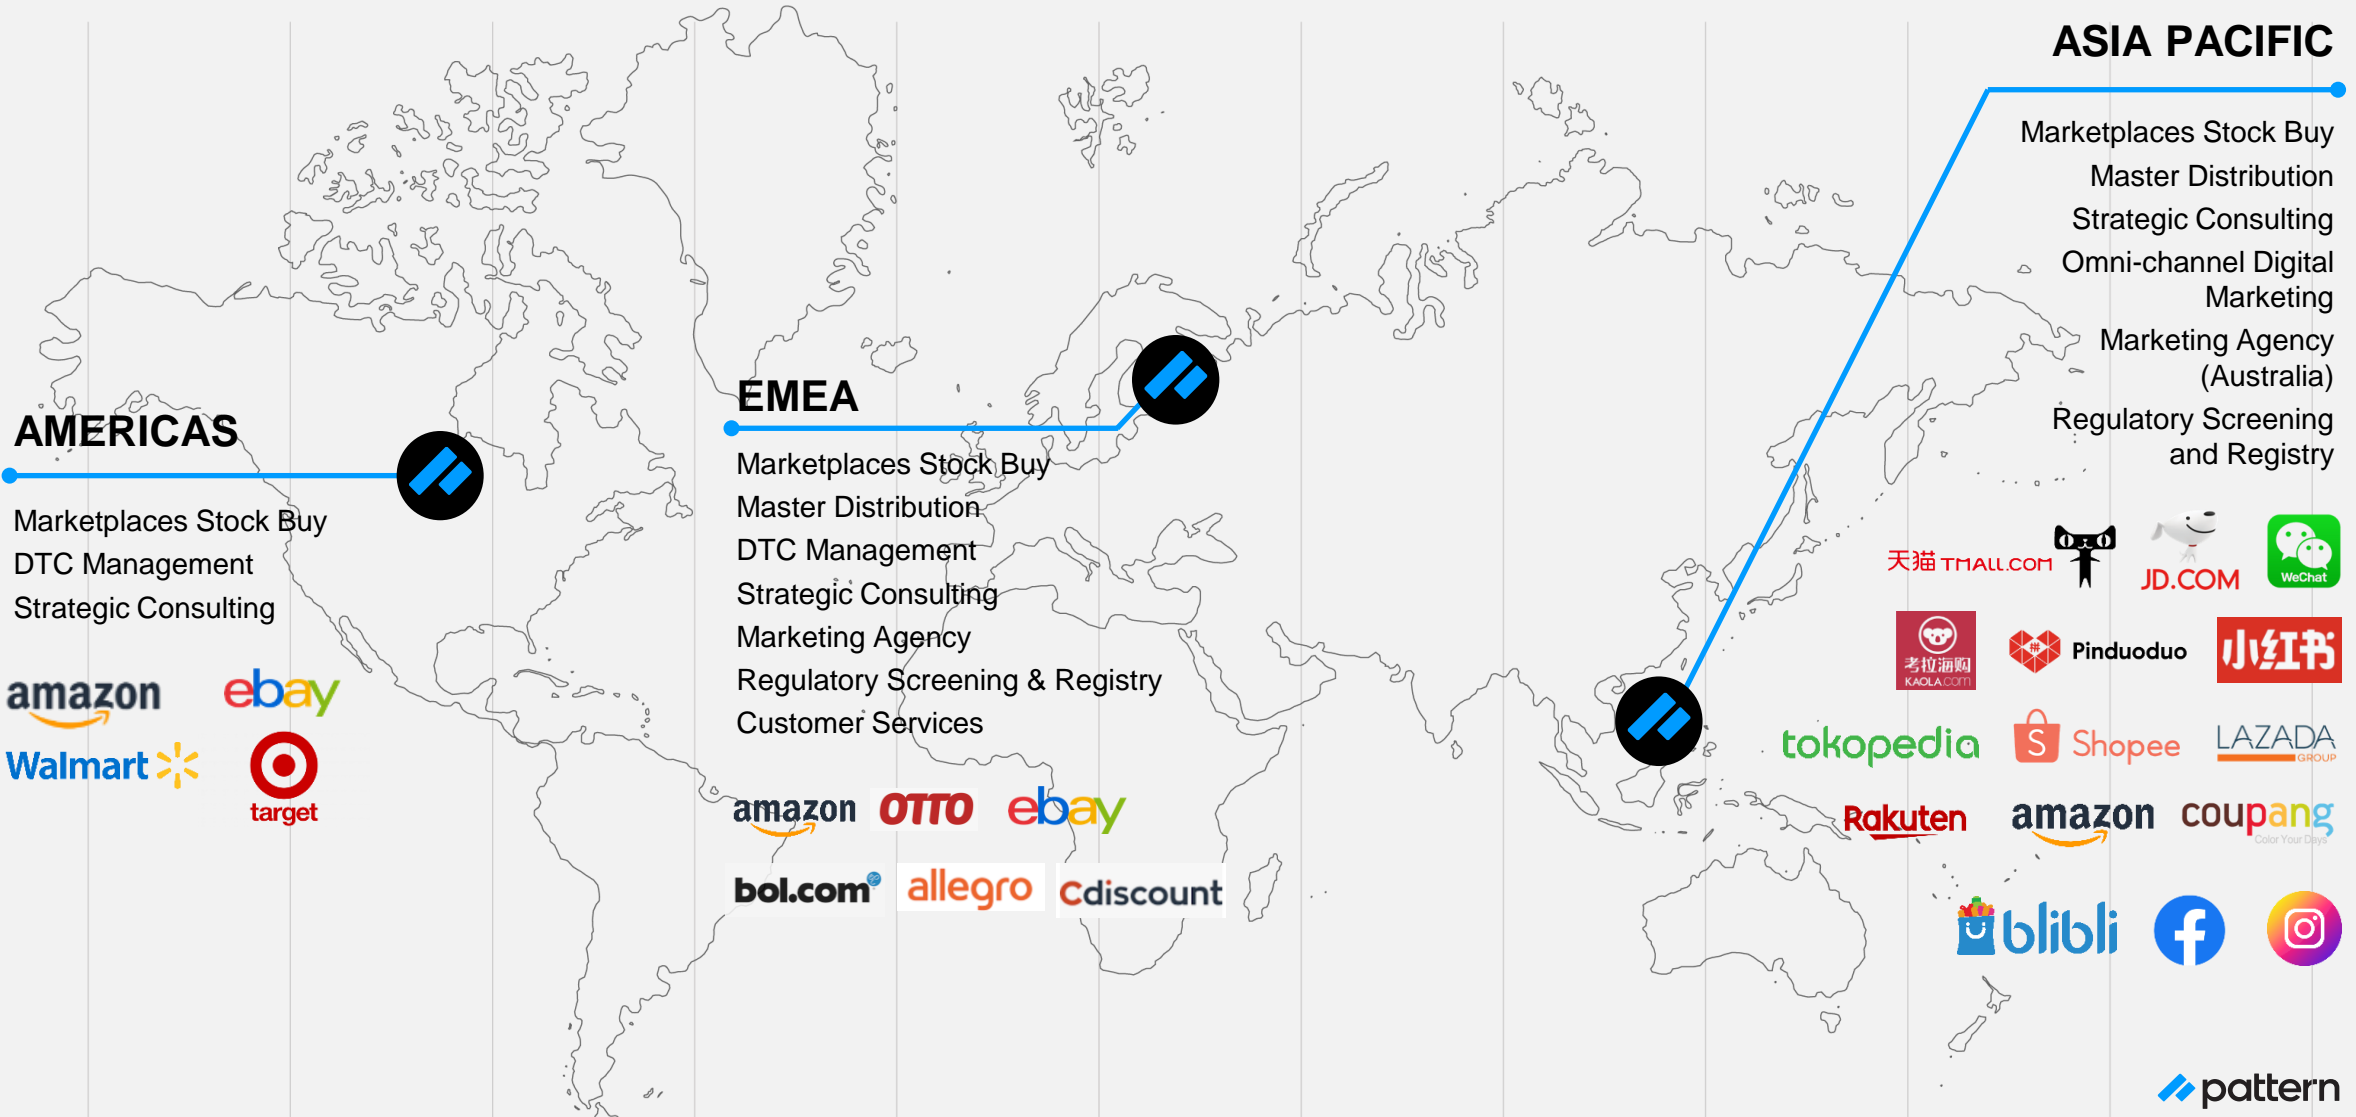 AMERICAS
Marketplaces Stock Buy
DTC Management
Strategic Consulting
amazon
ebay
Walmart
target
EMEA
Marketplaces Stock Buy
Master Distribution
DTC Management
Strategic Consulting
Marketing Agency
Regulatory Screening & Registry
Customer Services
amazon
OTTO
ebay
bol.com
allegro
Cdiscount
ASIA PACIFIC
Marketplaces Stock Buy
Master Distribution
Strategic Consulting
Omni-channel Digital
Marketing
Marketing Agency
(Australia)
Regulatory Screening
and Registry
天猫 TMALL.COM
JD.COM
WeChat
考拉海购
KAOLA.COM
拼
Pinduoduo
小红书
tokopedia
S Shopee
LAZADA
GROUP
Rakuten
amazon
coupang
Color Your Days
blibli
f
pattern